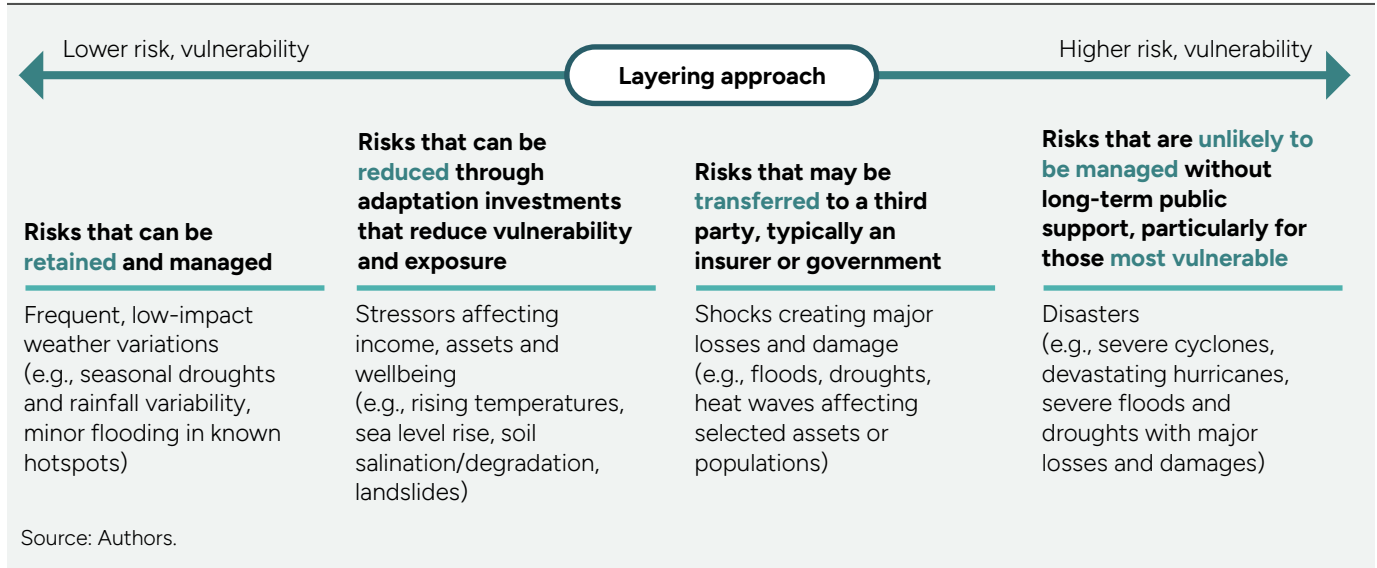 Lower risk, vulnerability
Higher risk, vulnerability
Layering approach
Risks that can be
retained and managed
Frequent, low-impact
weather variations
(e.g., seasonal droughts
and rainfall variability,
minor flooding in known
hotspots)
Risks that can be
reduced through
adaptation investments
that reduce vulnerability
and exposure
Stressors affecting
income, assets and
wellbeing
(e.g., rising temperatures,
sea level rise, soil
salination/degradation,
landslides)
Risks that may be
transferred to a third
party, typically an
insurer or government
Shocks creating major
losses and damage
(e.g., floods, droughts,
heat waves affecting
selected assets or
populations)
Risks that are unlikely to
be managed without
long-term public
support, particularly for
those most vulnerable
Disasters
(e.g., severe cyclones,
devastating hurricanes,
severe floods and
droughts with major
losses and damages)
Source: Authors.